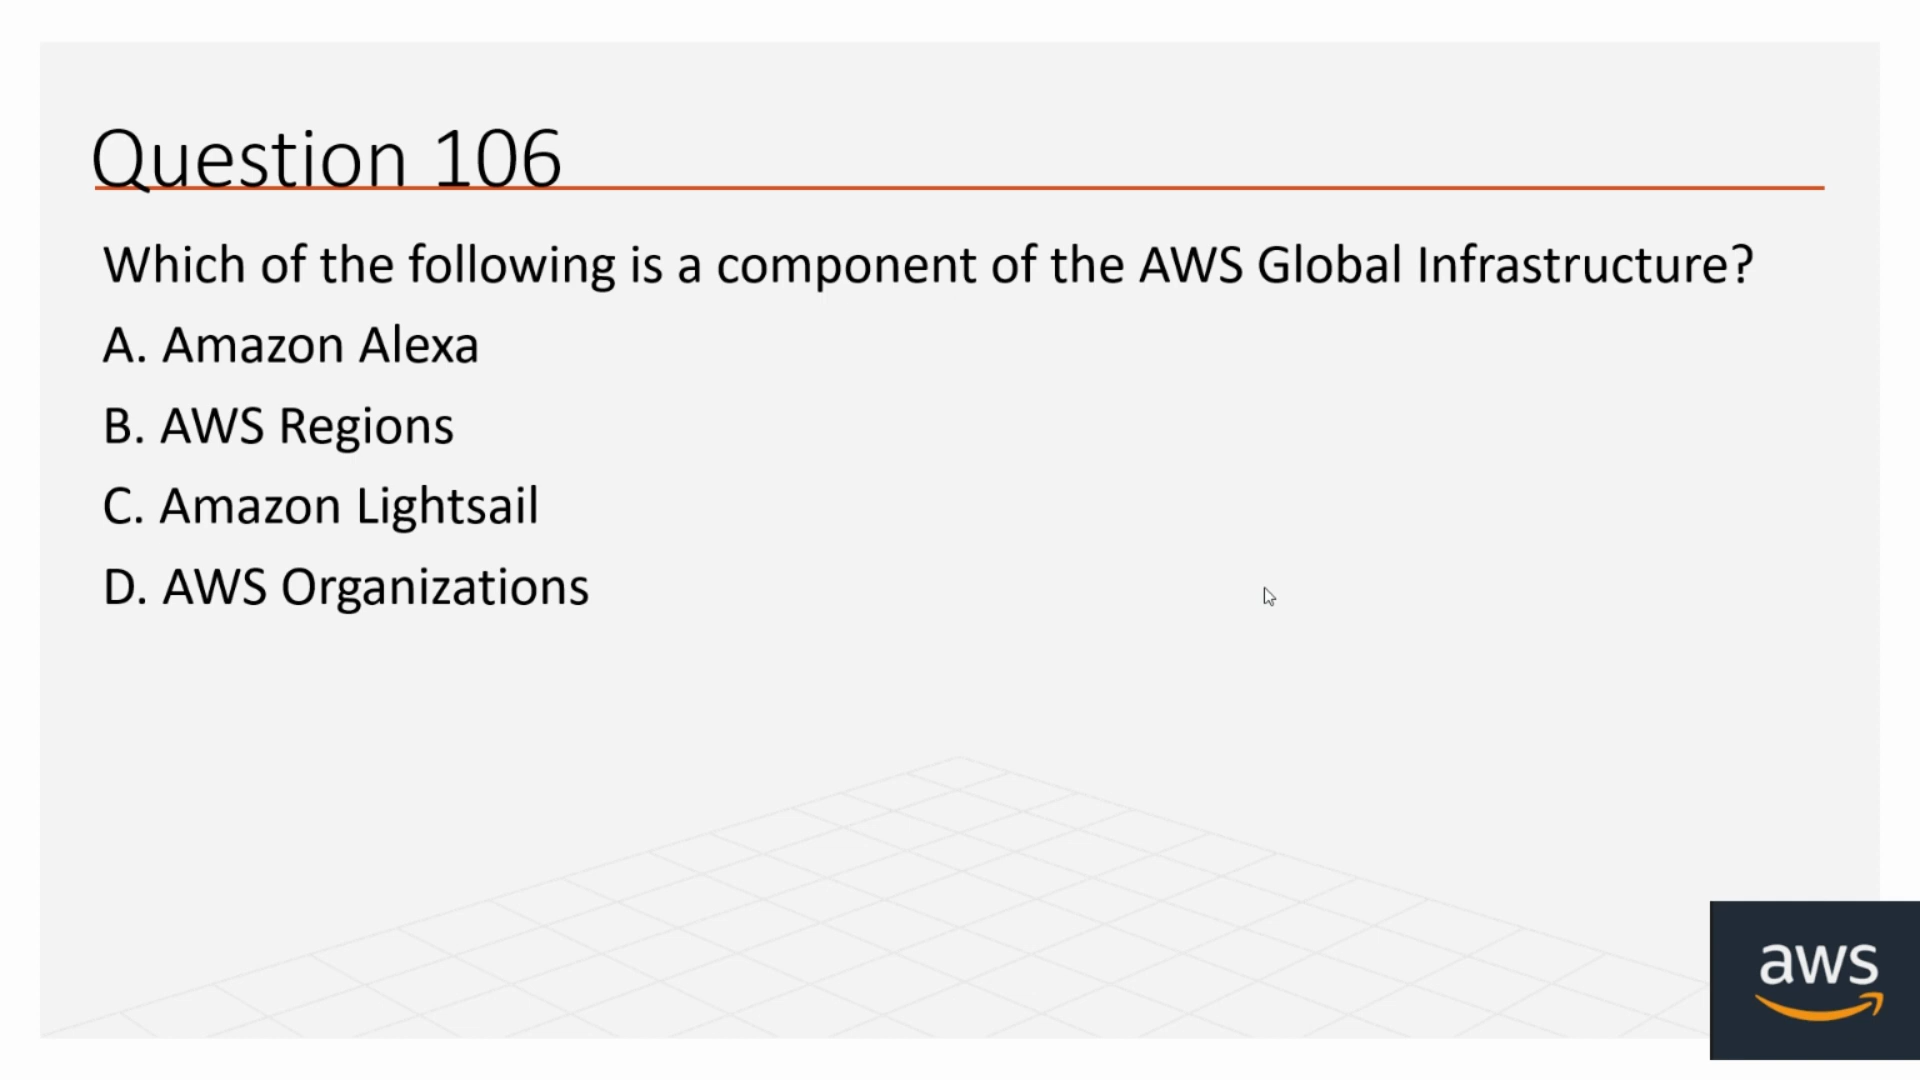 Question 106
Which of the following is a component of the AWS Global Infrastructure?
A. Amazon Alexa
B. AWS Regions
C. Amazon Lightsail
D. AWS Organizations
aws